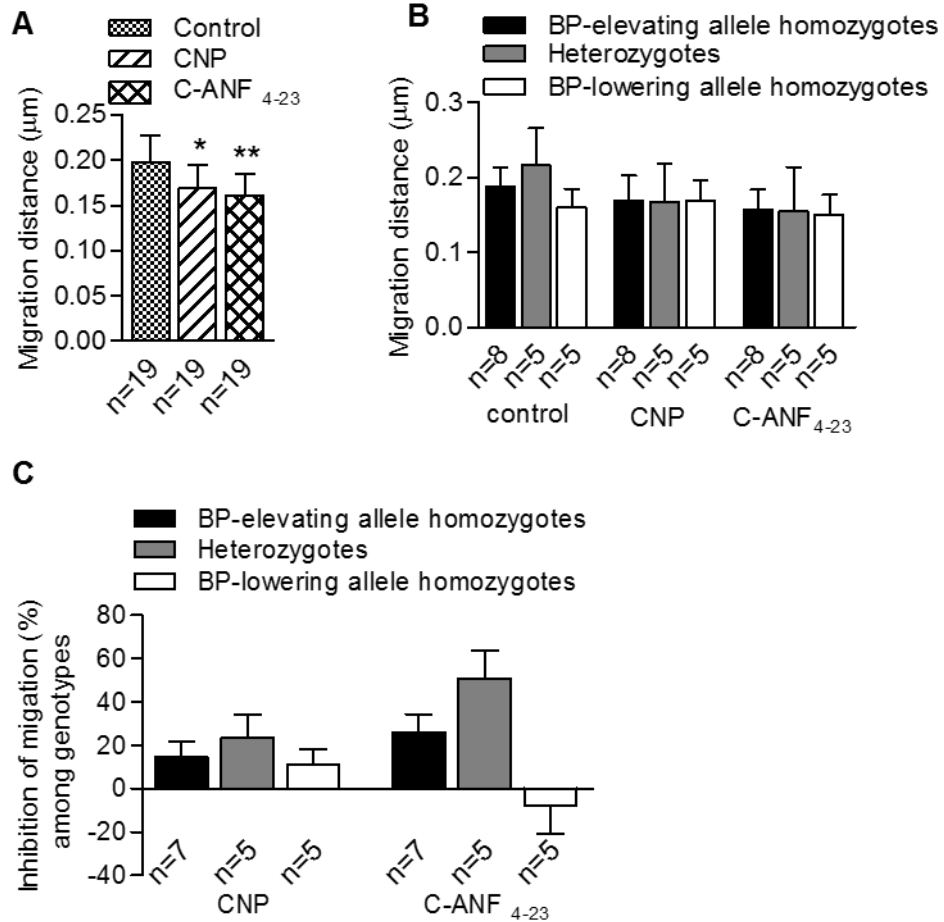 A
Control
CNP
C-ANF 4-23
Migration distance (μm)
0.25
0.20
0.15
0.10
0.05
0.00
*
**
n=19
n=19
n=19
B
BP-elevating allele homozygotes
Heterozygotes
BP-lowering allele homozygotes
Migration distance (μm)
0.3
0.2
0.1
0.0
n=8
n=5
n=5
n=8
n=5
n=5
n=8
n=5
n=5
control
CNP
C-ANF 4-23
C
BP-elevating allele homozygotes
Heterozygotes
BP-lowering allele homozygotes
Inhibition of migation (%)
among genotypes
80
60
40
20
0
-20
-40
n=7
n=5
n=5
n=7
n=5
n=5
CNP
C-ANF 4-23